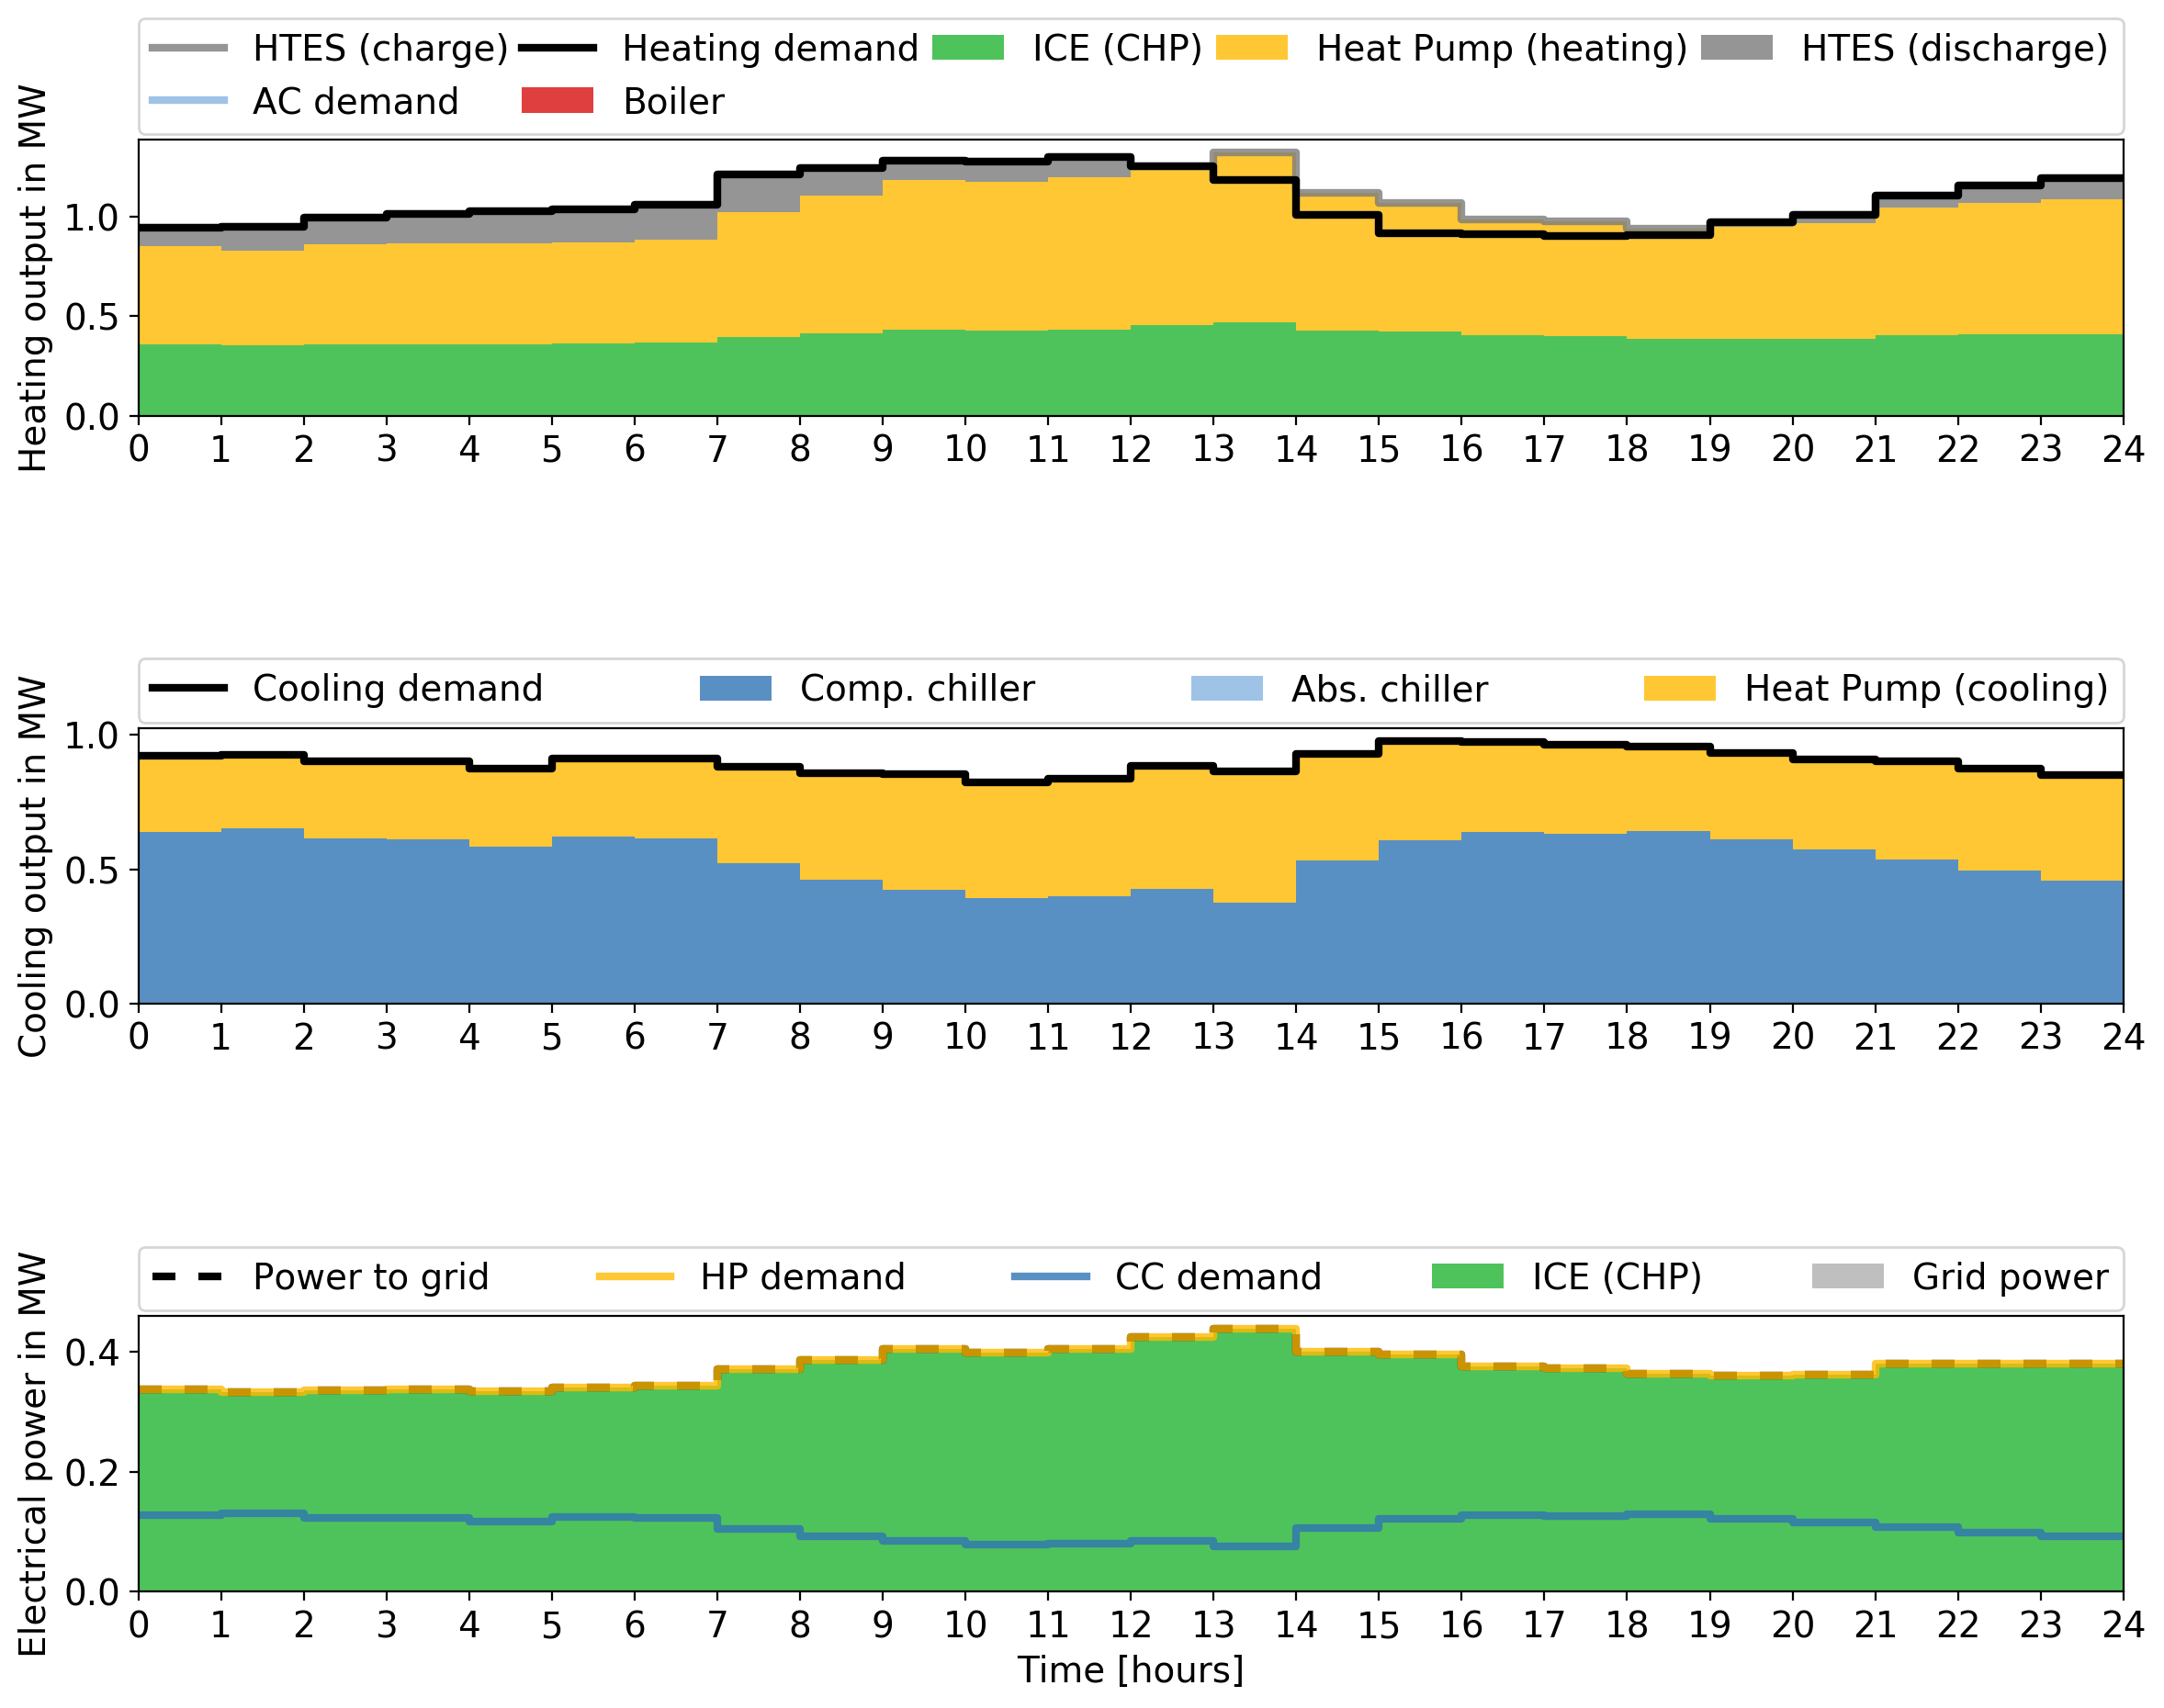 HTES (charge) Heating demand ICE (CHP) Heat Pump (heating) HTES (discharge)
AC demand Boiler
Heating output in MW
1.0
0.5
0.0
0 1 2 3 4 5 6 7 8 9 10 11 12 13 14 15 16 17 18 19 20 21 22 23 24
Cooling demand Comp. chiller Abs. chiller Heat Pump (cooling)
Cooling output in MW
1.0
0.5
0.0
0 1 2 3 4 5 6 7 8 9 10 11 12 13 14 15 16 17 18 19 20 21 22 23 24
Power to grid HP demand CC demand ICE (CHP) Grid power
Electrical power in MW
0.4
0.2
0.0
0 1 2 3 4 5 6 7 8 9 10 11 12 13 14 15 16 17 18 19 20 21 22 23 24
Time [hours]